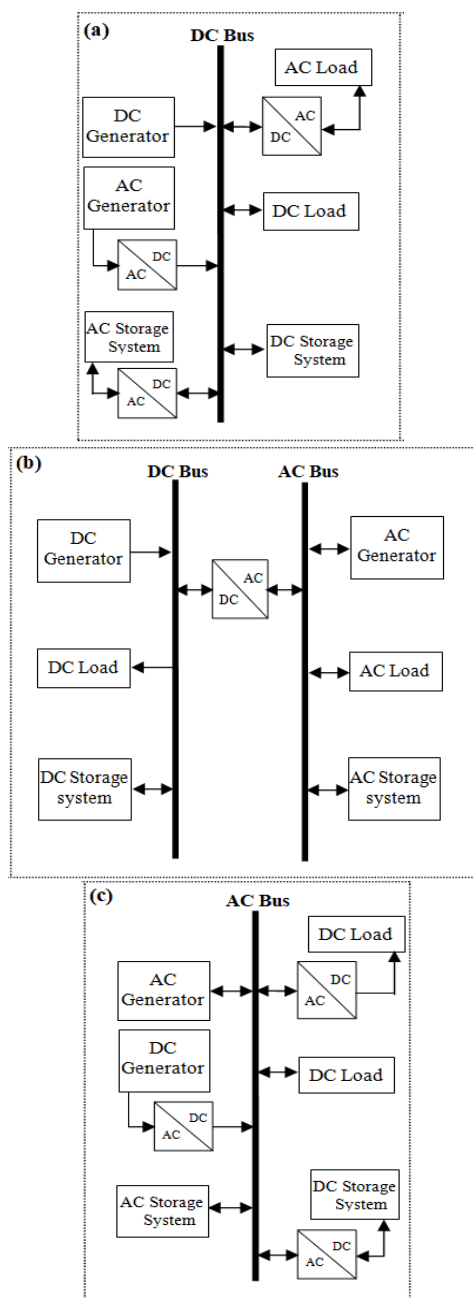 (a)
DC Bus
AC Load
DC
Generator
AC
DC
AC
Generator
DC Load
DC
AC
AC Storage
System
DC Storage
System
DC
AC
(b)
DC Bus
AC Bus
DC
Generator
AC
Generator
AC
DC
DC Load
AC Load
DC Storage
system
AC Storage
system
(c)
AC Bus
DC Load
AC
Generator
DC
AC
DC
Generator
DC Load
DC
AC
AC Storage
System
DC Storage
System
DC
AC